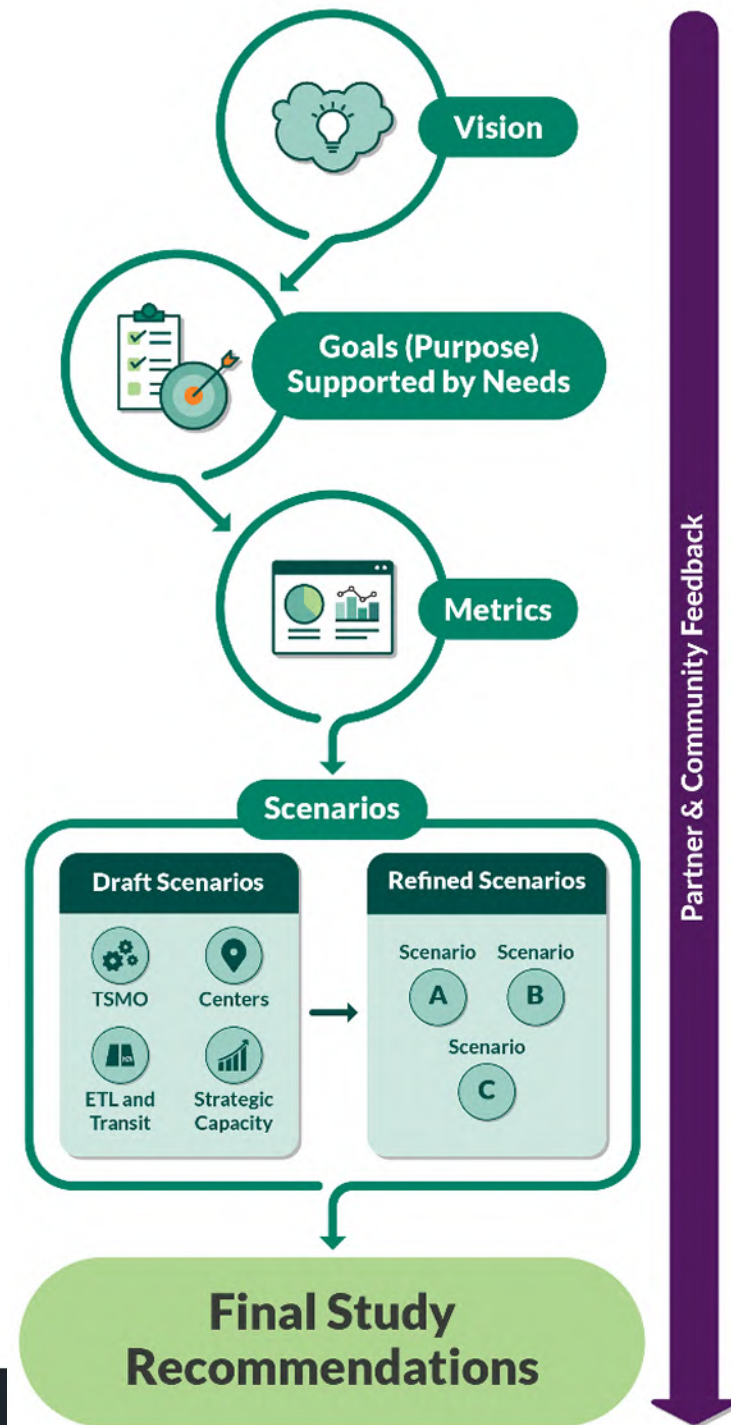 Vision
Goals (Purpose)
Supported by Needs
Metrics
Scenarios
Draft Scenarios
TSMO
Centers
ETL and
Transit
Strategic
Capacity
Refined Scenarios
Scenario
A
Scenario
B
Scenario
C
Final Study
Recommendations
Partner & Community Feedback